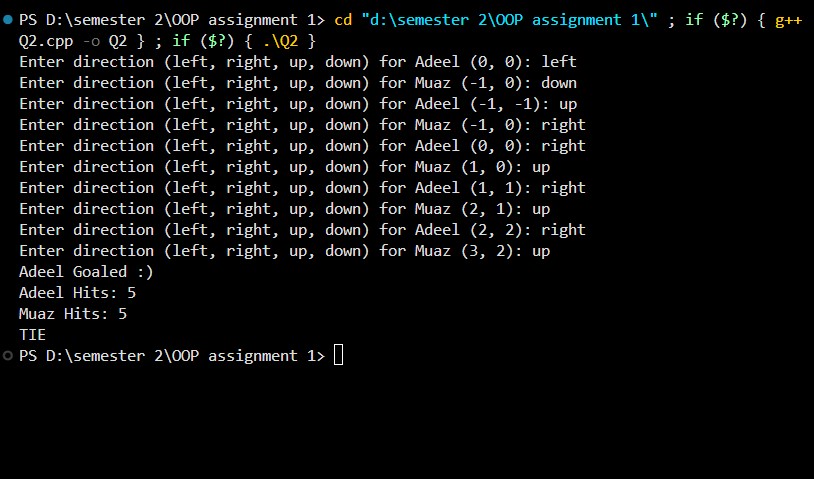 PS D:\semester 2\OOP assignment 1> cd "d:\semester 2\OOP assignment 1\" ; if ($?) { g++
Q2.cpp -o Q2 } ; if ($?) { .\Q2 }
Enter direction (left, right, up, down) for Adeel (0, 0): left
Enter direction (left, right, up, down) for Muaz (-1, 0): down
Enter direction (left, right, up, down) for Adeel (-1, -1): up
Enter direction (left, right, up, down) for Muaz (-1, 0): right
Enter direction (left, right, up, down) for Adeel (0, 0): right
Enter direction (left, right, up, down) for Muaz (1, 0): up
Enter direction (left, right, up, down) for Adeel (1, 1): right
Enter direction (left, right, up, down) for Muaz (2, 1): up
Enter direction (left, right, up, down) for Adeel (2, 2): right
Enter direction (left, right, up, down) for Muaz (3, 2): up
Adeel Goaled :)
Adeel Hits: 5
Muaz Hits: 5
TIE
PS D:\semester 2\OOP assignment 1>